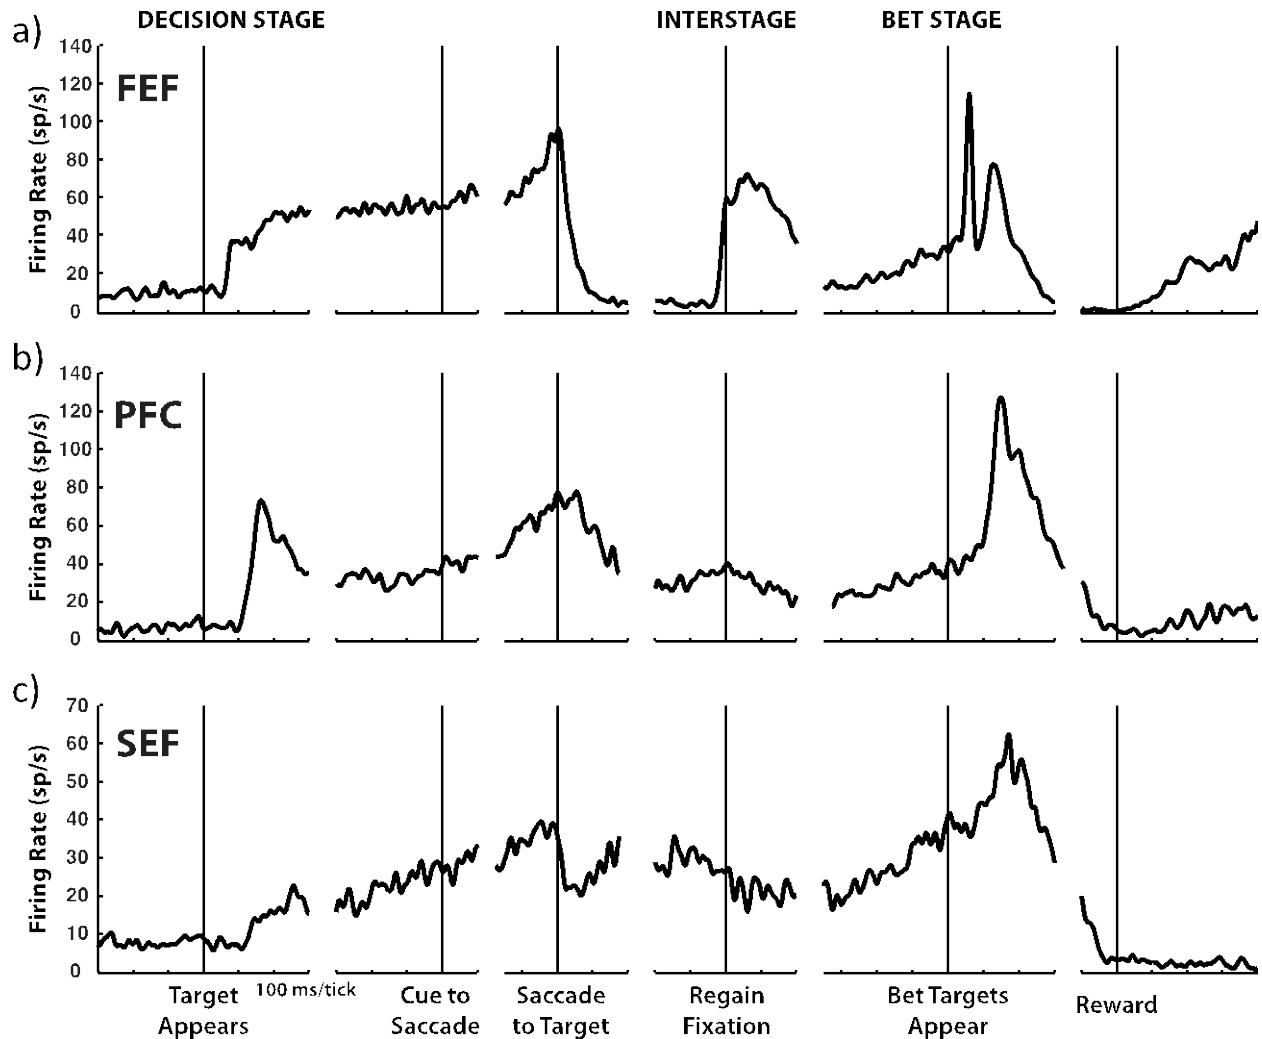 DECISION STAGE INTERSTAGE BET STAGE
a)
140
120
100
80
60
40
20
0
Firing Rate (sp/s)
FEF
b)
140
120
100
80
60
40
20
0
Firing Rate (sp/s)
PFC
c)
70
60
50
40
30
20
10
0
Firing Rate (sp/s)
SEF
Target
Appears
100 ms/tick
Cue to
Saccade
Saccade
to Target
Regain
Fixation
Bet Targets
Appear
Reward